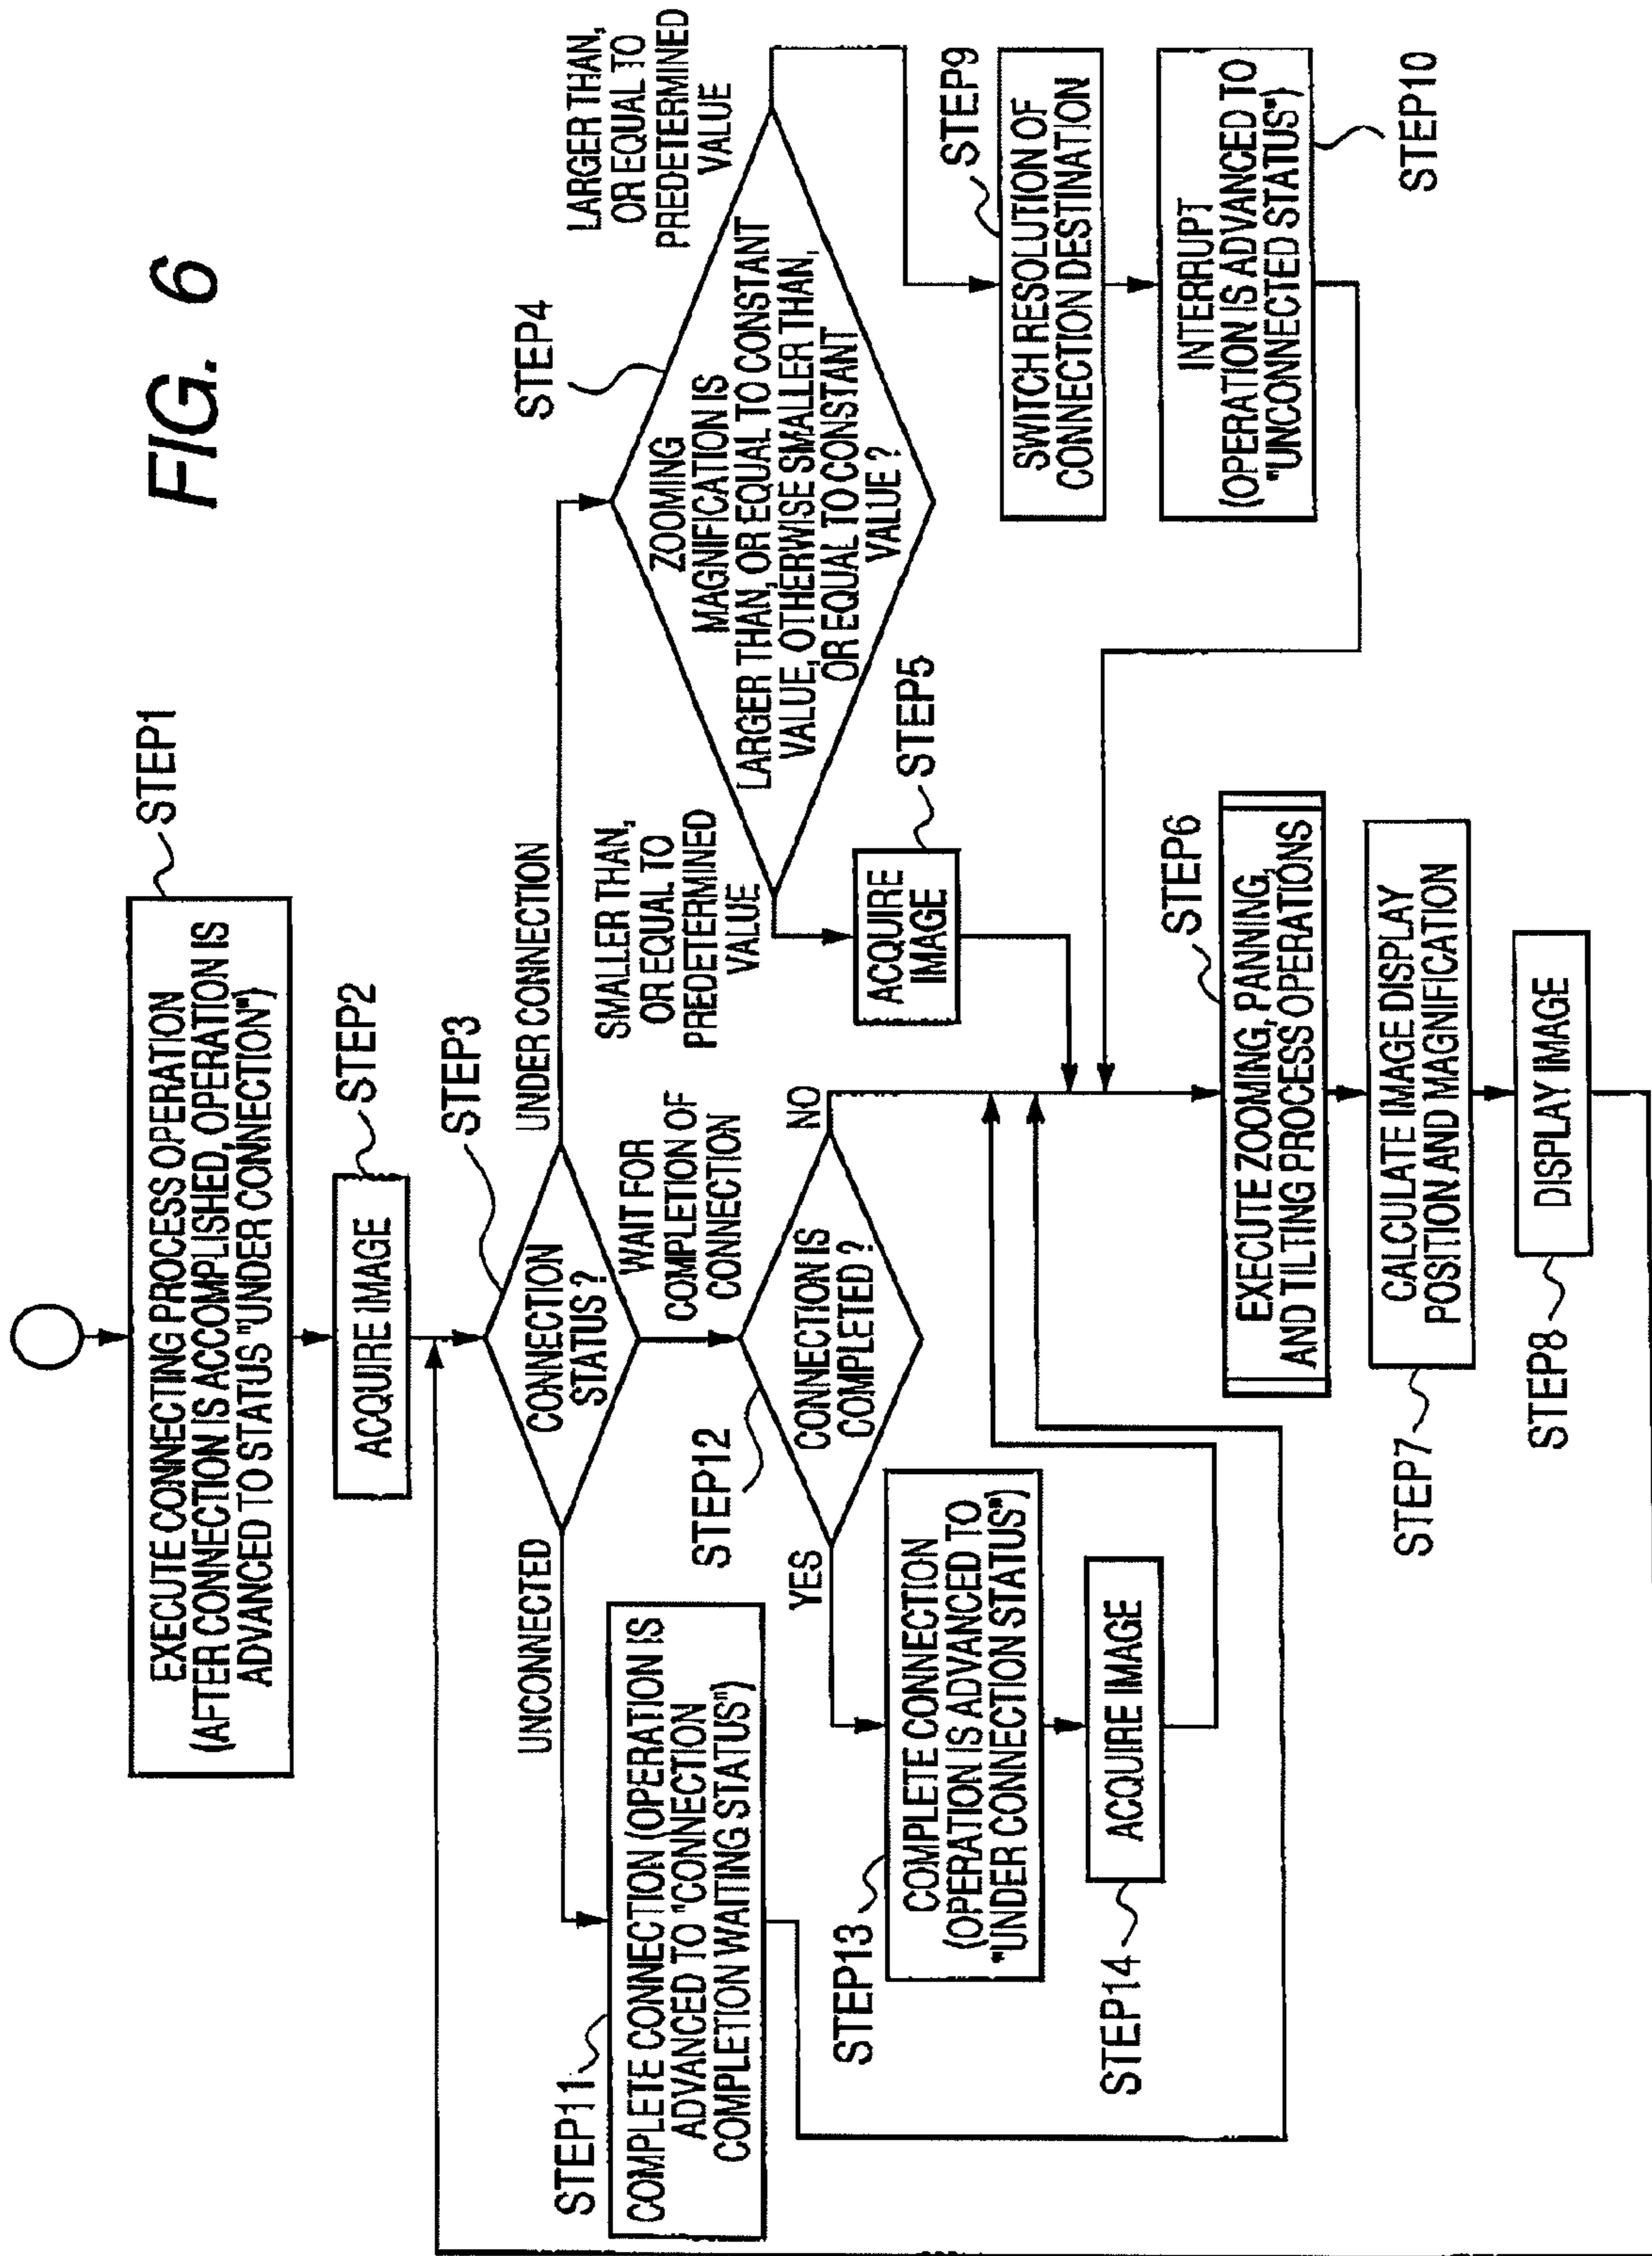 FIG. 6
STEP1
EXECUTE CONNECTING PROCESS OPERATION
(AFTER CONNECTION IS ACCOMPLISHED, OPERATION IS
ADVANCED TO STATUS "UNDER CONNECTION")
STEP2
ACQUIRE IMAGE
STEP3
CONNECTION
STATUS?
UNCONNECTED
UNDER CONNECTION
WAIT FOR
COMPLETION OF
CONNECTION
STEP4
ZOOMING
MAGNIFICATION IS
LARGER THAN, OR EQUAL TO CONSTANT
VALUE, OTHERWISE SMALLER THAN,
OR EQUAL TO CONSTANT
VALUE?
SMALLER THAN,
OR EQUAL TO
PREDETERMINED
VALUE
LARGER THAN,
OR EQUAL TO
PREDETERMINED
VALUE
STEP5
ACQUIRE
IMAGE
STEP9
SWITCH RESOLUTION OF
CONNECTION DESTINATION
INTERRUPT
(OPERATION IS ADVANCED TO
"UNCONNECTED STATUS")
STEP10
STEP11
COMPLETE CONNECTION (OPERATION IS
ADVANCED TO "CONNECTION
COMPLETION WAITING STATUS")
STEP12
CONNECTION IS
COMPLETED?
YES
NO
STEP13
COMPLETE CONNECTION
(OPERATION IS ADVANCED TO
"UNDER CONNECTION STATUS")
STEP14
ACQUIRE IMAGE
STEP6
EXECUTE ZOOMING, PANNING,
AND TILTING PROCESS OPERATIONS
STEP7
CALCULATE IMAGE DISPLAY
POSITION AND MAGNIFICATION
STEP8
DISPLAY IMAGE